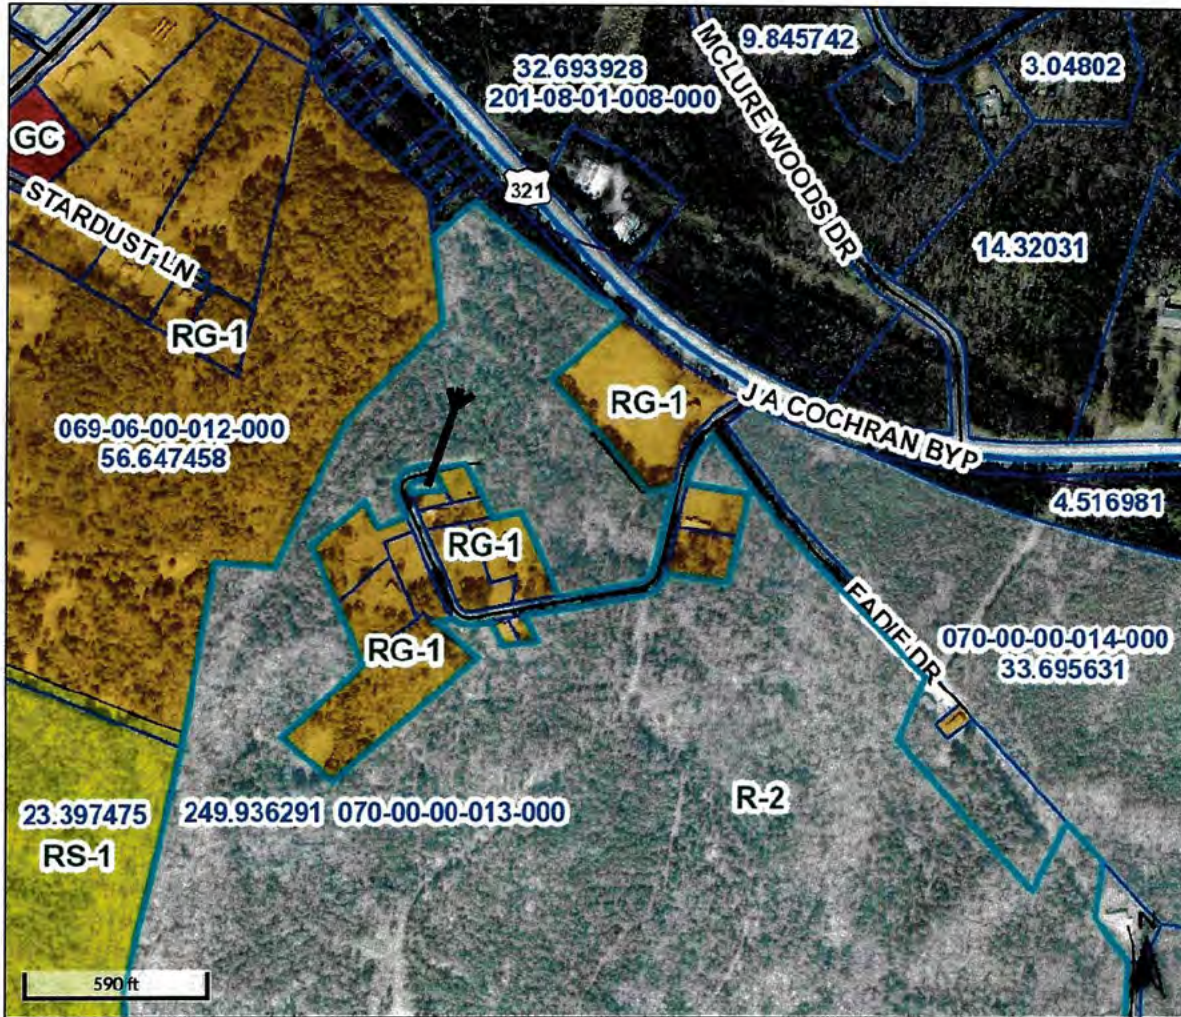 9.845742
32.693928
201-08-01-008-000
MCLURE WOODS DR
3.04802
GC
321
STARDUST LN
14.32031
RG-1
069-06-00-012-000
56.647458
RG-1
J A COCHRAN BYP
4.516981
RG-1
EADIE DR
RG-1
070-00-00-014-000
33.695631
R-2
23.397475
249.936291 070-00-00-013-000
RS-1
N
590 ft